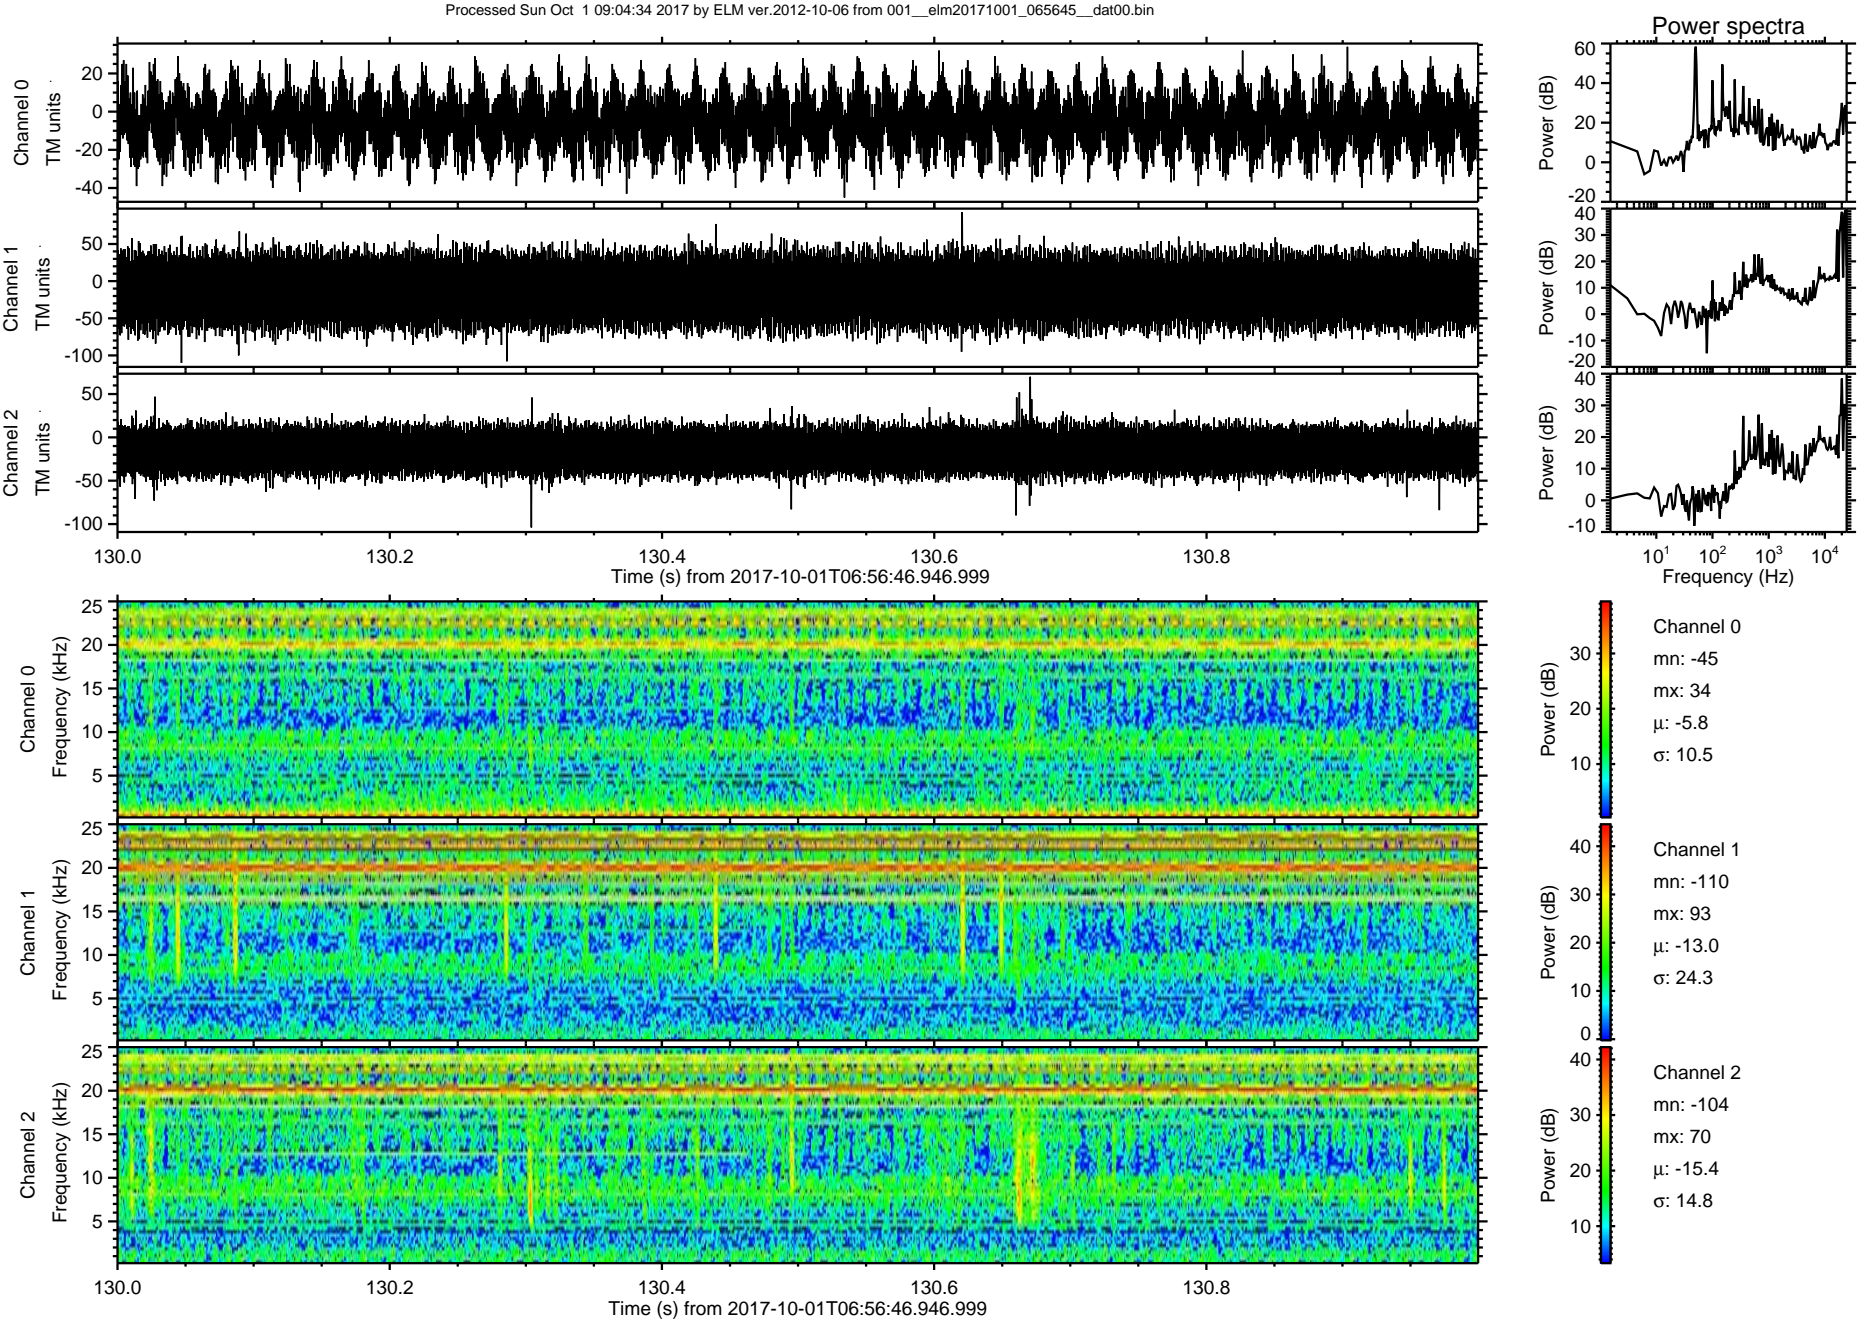 Processed Sun Oct  1 09:04:34 2017 by ELM ver.2012-10-06 from 001__elm20171001_065645__dat00.bin
Power spectra
Channel 0
TM units
20
0
-20
-40
Power (dB)
60
40
20
0
-20
Channel 1
TM units
50
0
-50
-100
Power (dB)
40
30
20
10
0
-10
-20
Channel 2
TM units
50
0
-50
-100
Power (dB)
40
30
20
10
0
-10
130.0 130.2 130.4 130.6 130.8
Time (s) from 2017-10-01T06:56:46.946.999
10¹ 10² 10³ 10⁴
Frequency (Hz)
Channel 0
Frequency (kHz)
25
20
15
10
5
Power (dB)
30
20
10
Channel 0
mn: -45
mx: 34
μ: -5.8
σ: 10.5
Channel 1
Frequency (kHz)
25
20
15
10
5
Power (dB)
40
30
20
10
0
Channel 1
mn: -110
mx: 93
μ: -13.0
σ: 24.3
Channel 2
Frequency (kHz)
25
20
15
10
5
Power (dB)
40
30
20
10
Channel 2
mn: -104
mx: 70
μ: -15.4
σ: 14.8
130.0 130.2 130.4 130.6 130.8
Time (s) from 2017-10-01T06:56:46.946.999